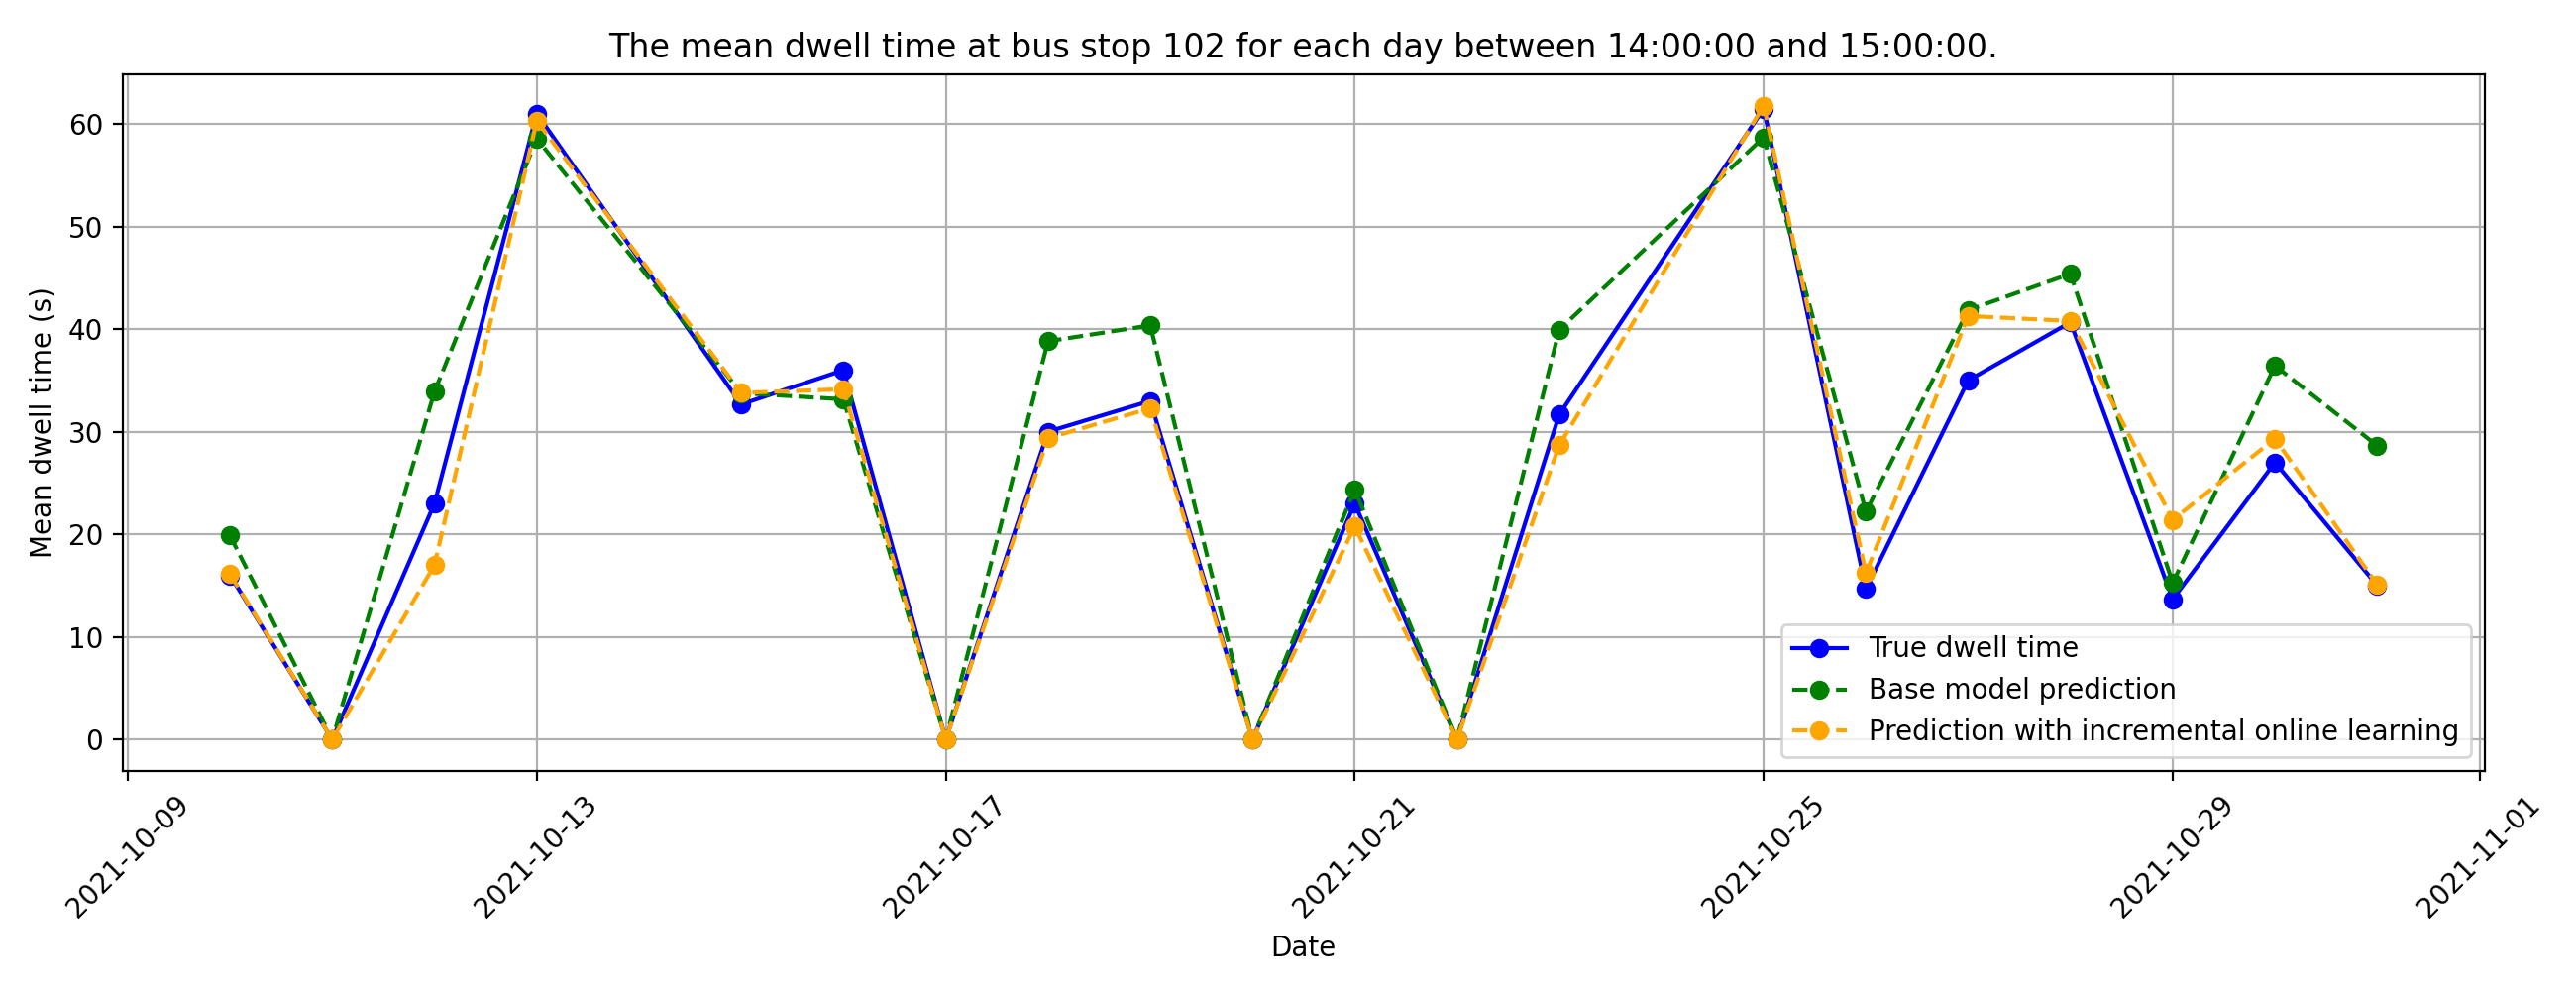 The mean dwell time at bus stop 102 for each day between 14:00:00 and 15:00:00.
Mean dwell time (s)
60
50
40
30
20
10
0
True dwell time
Base model prediction
Prediction with incremental online learning
2021-10-09
2021-10-13
2021-10-17
2021-10-21
2021-10-25
2021-10-29
2021-11-01
Date